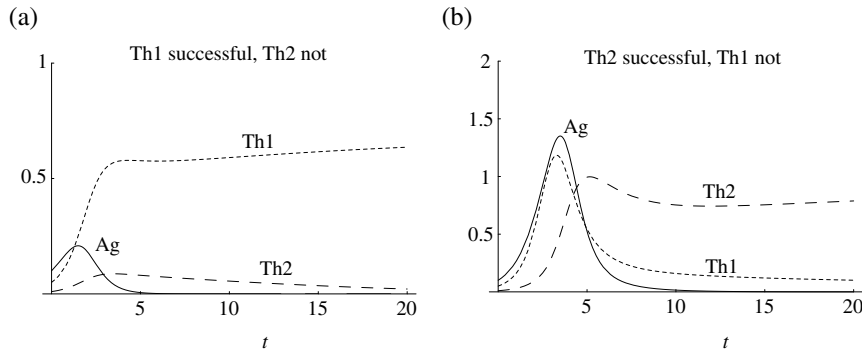 (a)
Th1 successful, Th2 not
1
0.5
Th1
Ag
Th2
5
10
15
20
t
(b)
Th2 successful, Th1 not
2
1.5
1
0.5
Ag
Th2
Th1
5
10
15
20
t